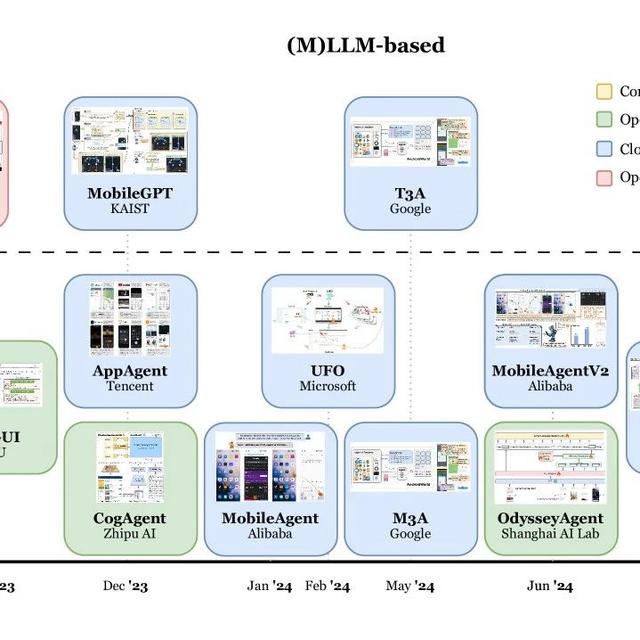 (M)LLM-based
Co
Op
Clo
Op
MobileGPT
KAIST
T3A
Google
AppAgent
Tencent
UFO
Microsoft
MobileAgentV2
Alibaba
UI
U
CogAgent
Zhipu AI
MobileAgent
Alibaba
M3A
Google
OdysseyAgent
Shanghai AI Lab
23
Dec '23
Jan '24
Feb '24
May '24
Jun '24